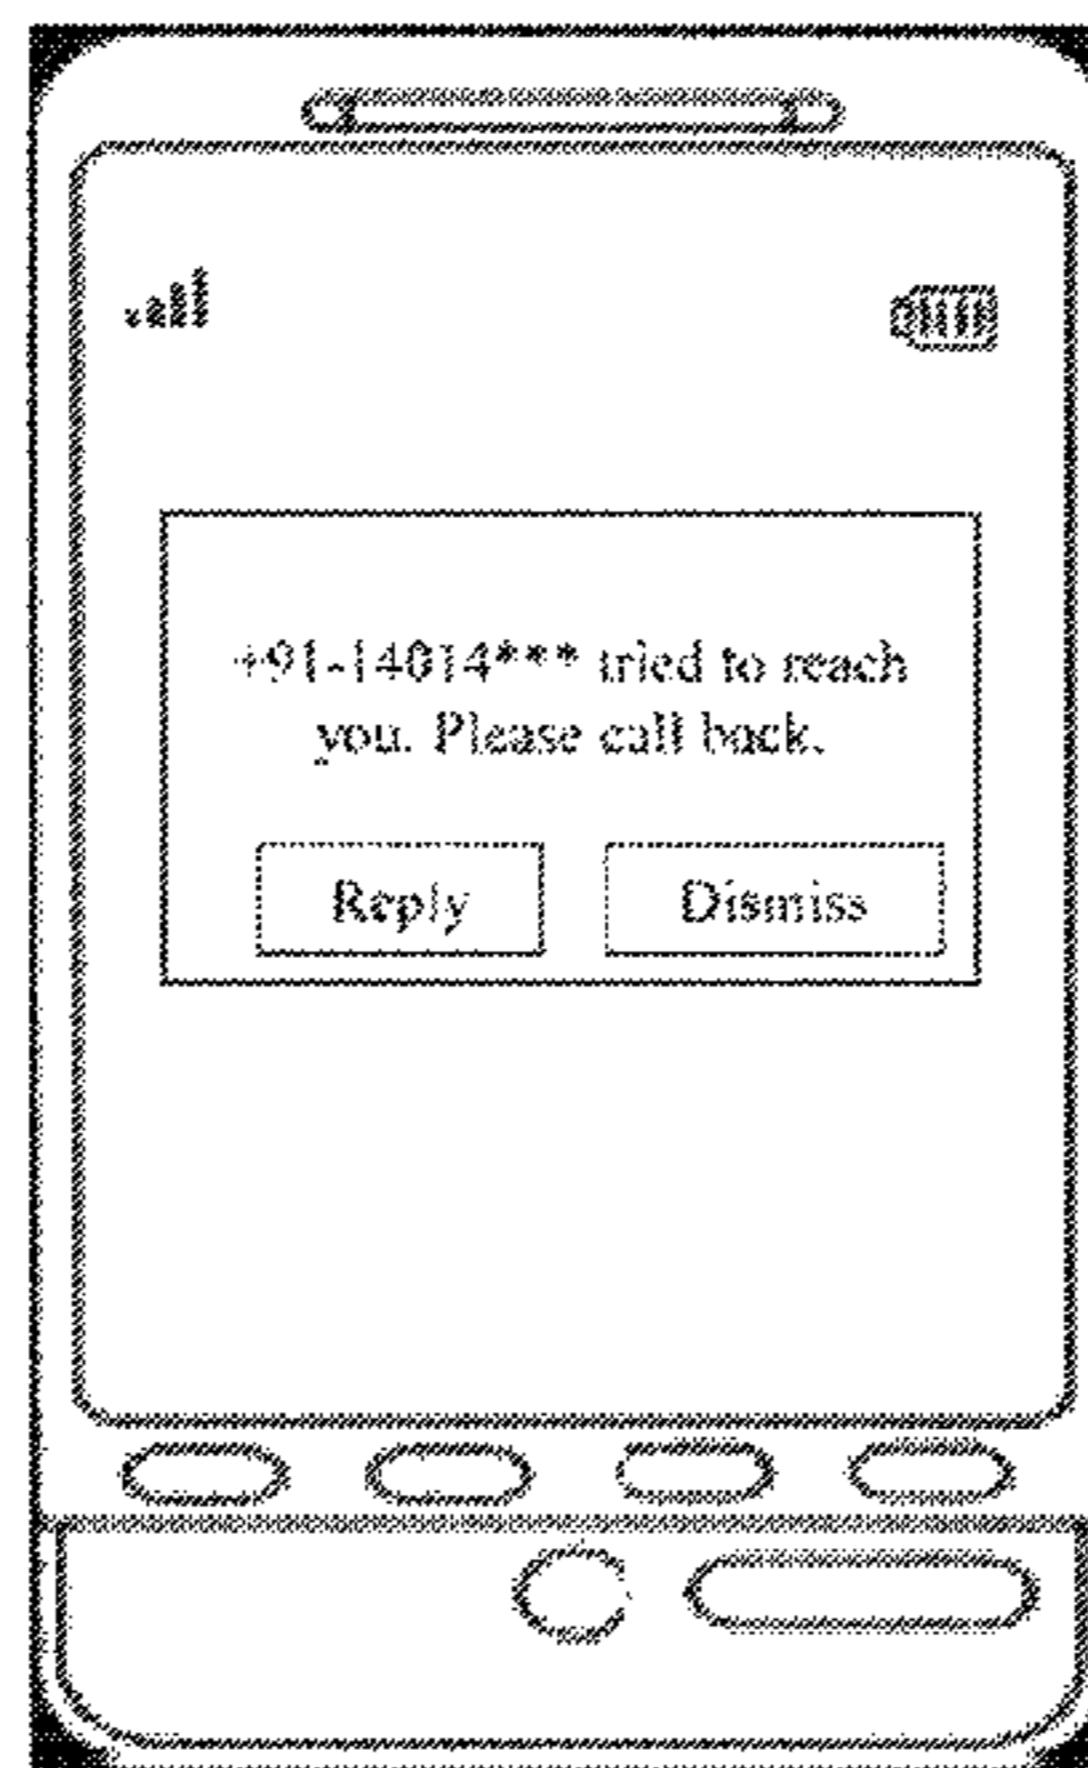 +91-14014*** tried to reach
you. Please call back.
Reply
Dismiss